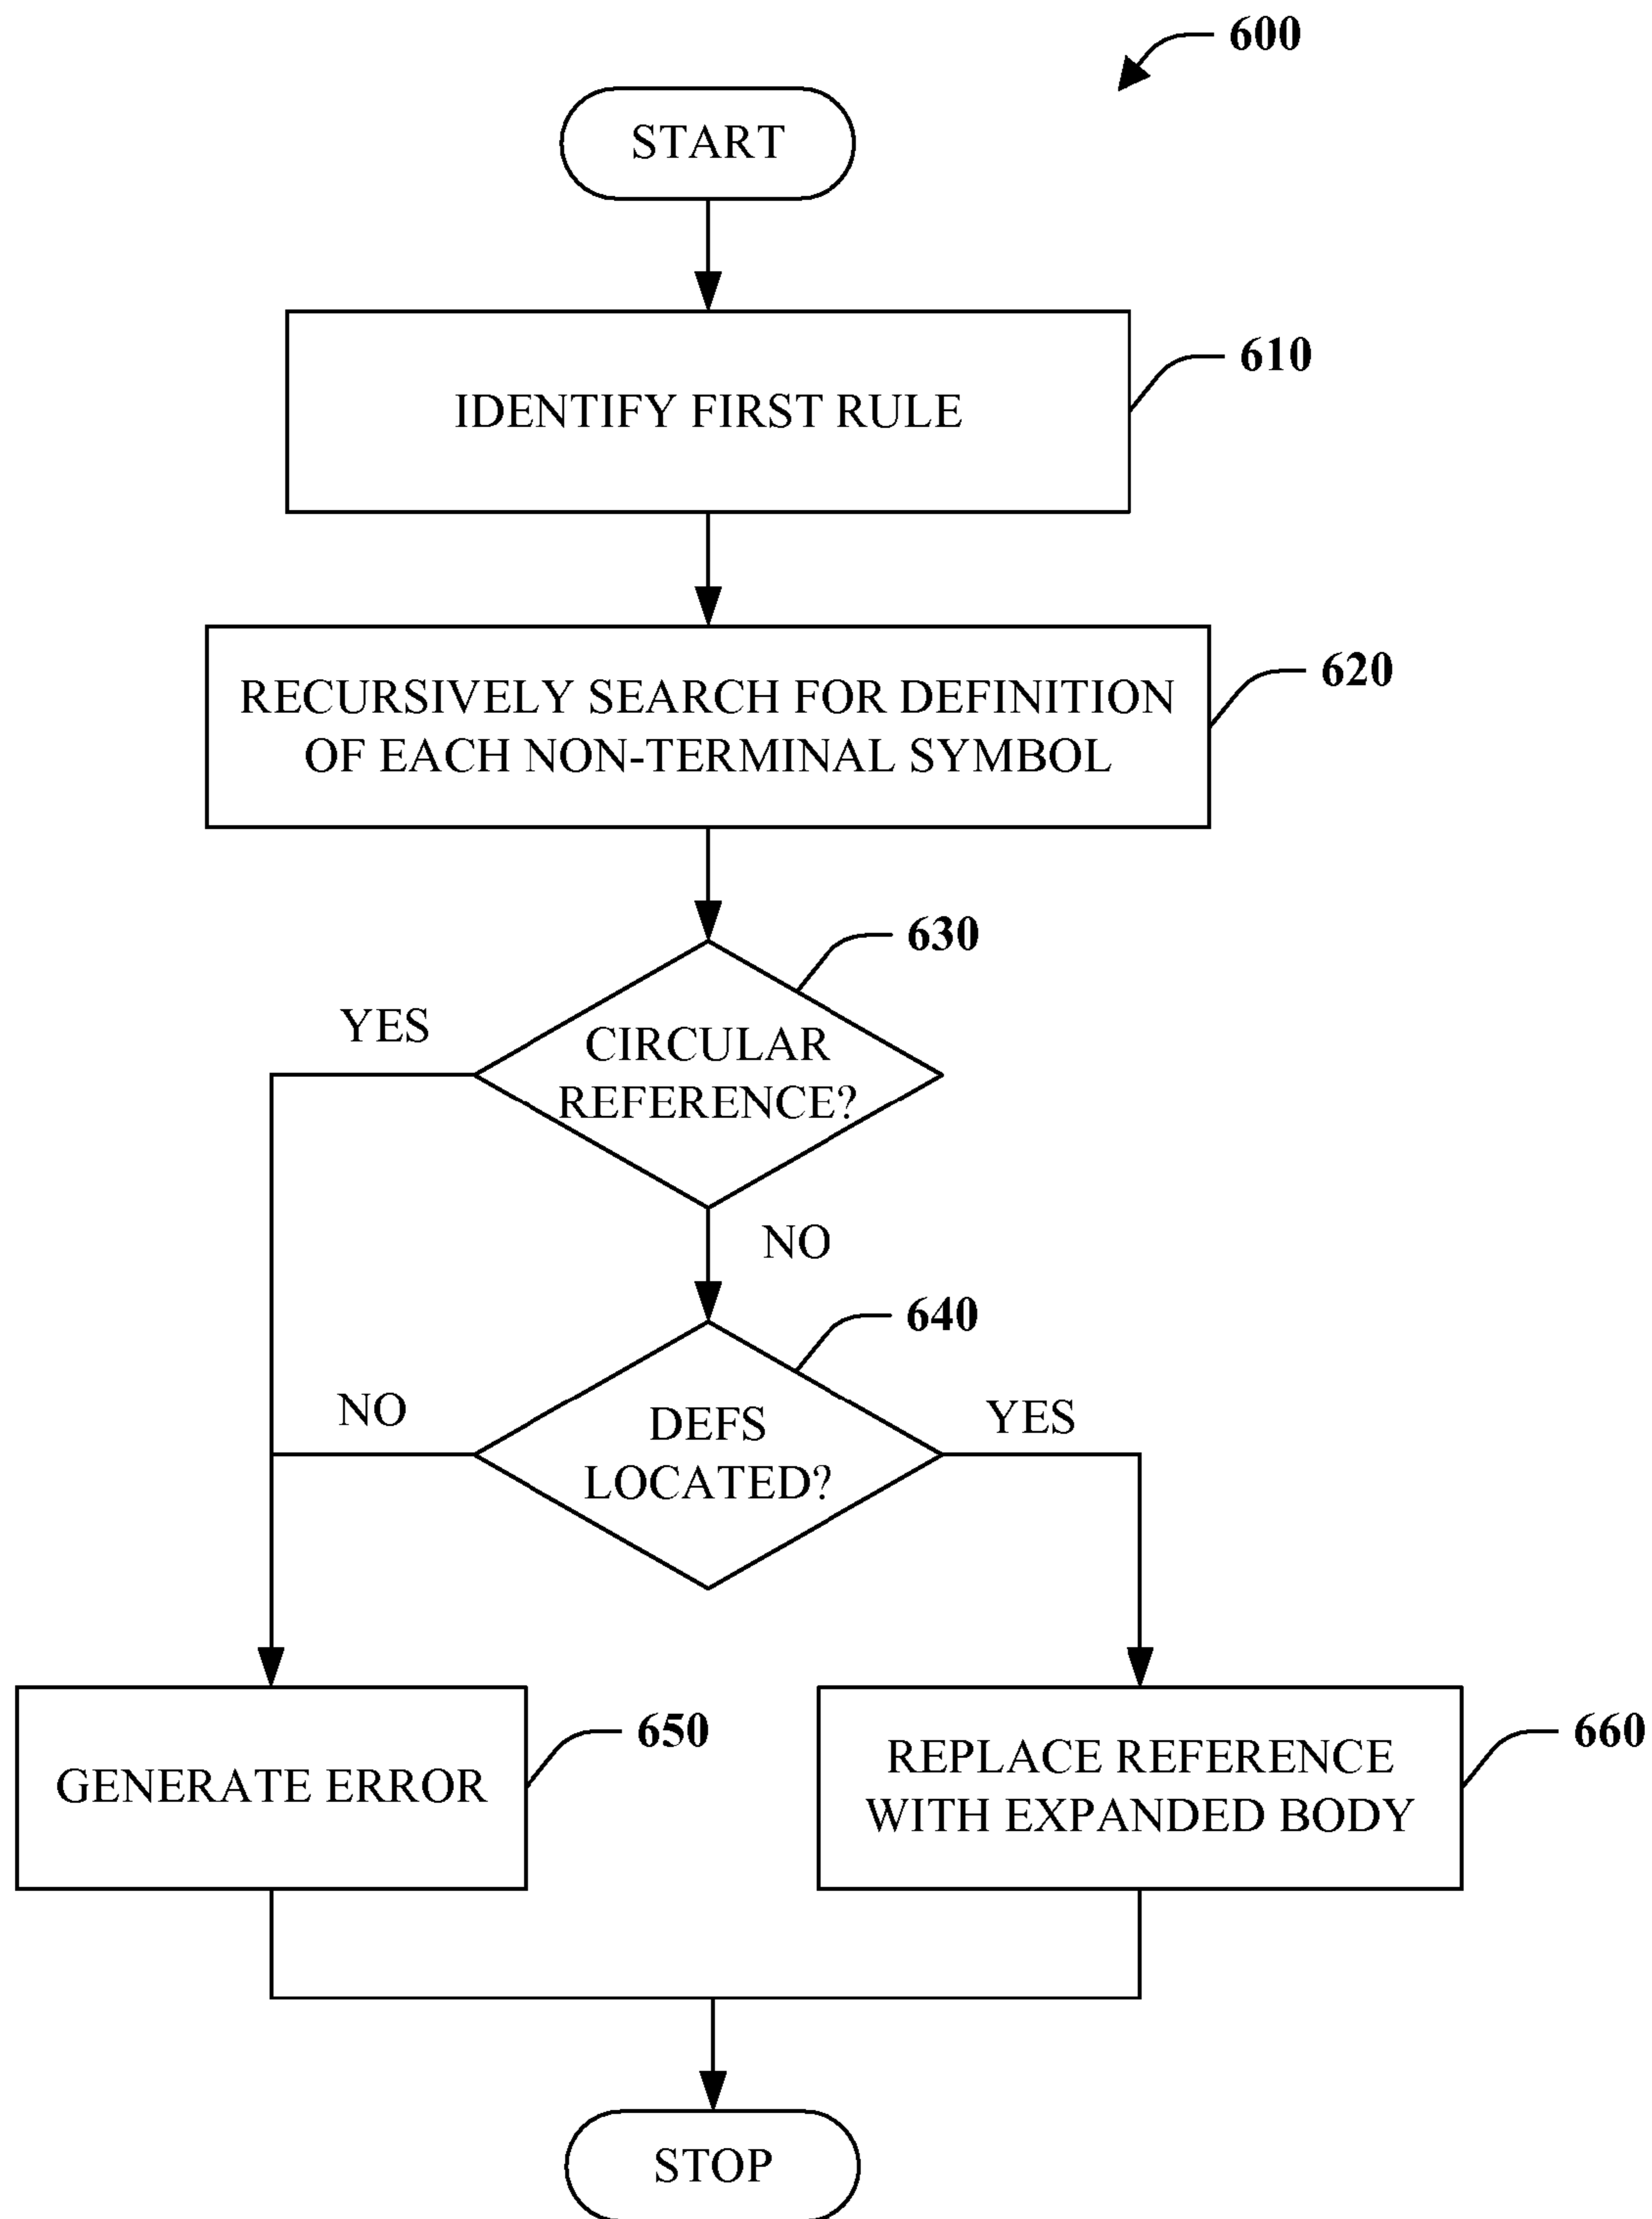 600
START
610
IDENTIFY FIRST RULE
620
RECURSIVELY SEARCH FOR DEFINITION
OF EACH NON-TERMINAL SYMBOL
630
YES
CIRCULAR
REFERENCE?
NO
640
NO
YES
DEFS
LOCATED?
650
660
GENERATE ERROR
REPLACE REFERENCE
WITH EXPANDED BODY
STOP